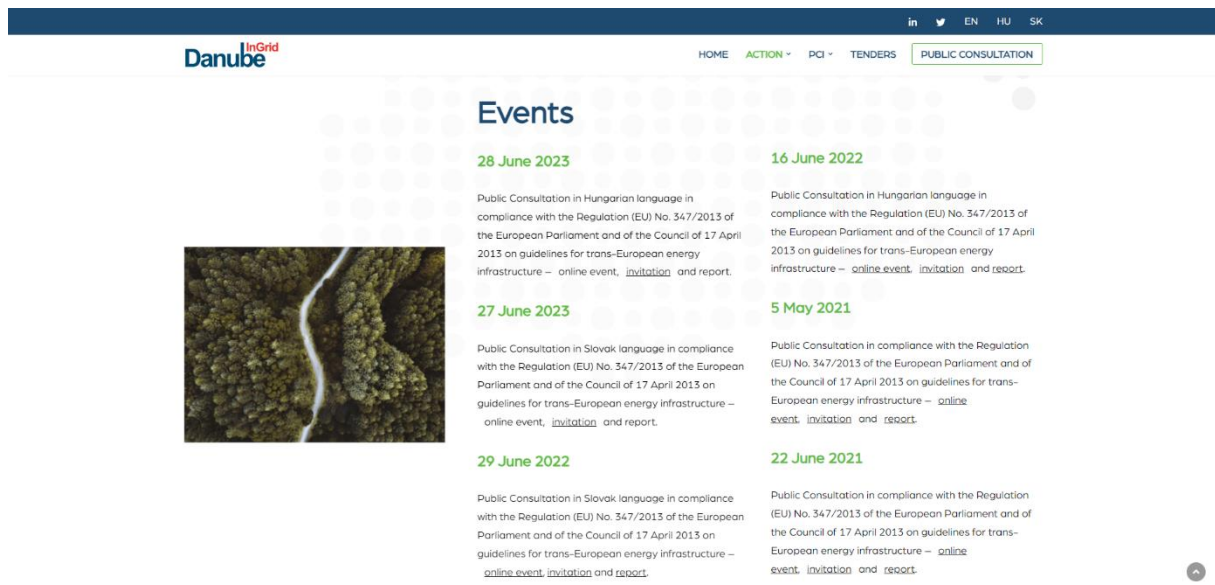 in EN HU SK
Danube InGrid
HOME ACTION PCI TENDERS PUBLIC CONSULTATION
Events
28 June 2023
Public Consultation in Hungarian language in
compliance with the Regulation (EU) No. 347/2013 of
the European Parliament and of the Council of 17 April
2013 on guidelines for trans-European energy
infrastructure – online event, invitation and report.
27 June 2023
Public Consultation in Slovak language in compliance
with the Regulation (EU) No. 347/2013 of the European
Parliament and of the Council of 17 April 2013 on
guidelines for trans-European energy infrastructure –
online event, invitation and report.
29 June 2022
Public Consultation in Slovak language in compliance
with the Regulation (EU) No. 347/2013 of the European
Parliament and of the Council of 17 April 2013 on
guidelines for trans-European energy infrastructure –
online event, invitation and report.
16 June 2022
Public Consultation in Hungarian language in
compliance with the Regulation (EU) No. 347/2013 of
the European Parliament and of the Council of 17 April
2013 on guidelines for trans-European energy
infrastructure – online event, invitation and report.
5 May 2021
Public Consultation in compliance with the Regulation
(EU) No. 347/2013 of the European Parliament and of
the Council of 17 April 2013 on guidelines for trans-
European energy infrastructure – online
event, invitation and report.
22 June 2021
Public Consultation in compliance with the Regulation
(EU) No. 347/2013 of the European Parliament and of
the Council of 17 April 2013 on guidelines for trans-
European energy infrastructure – online
event, invitation and report.